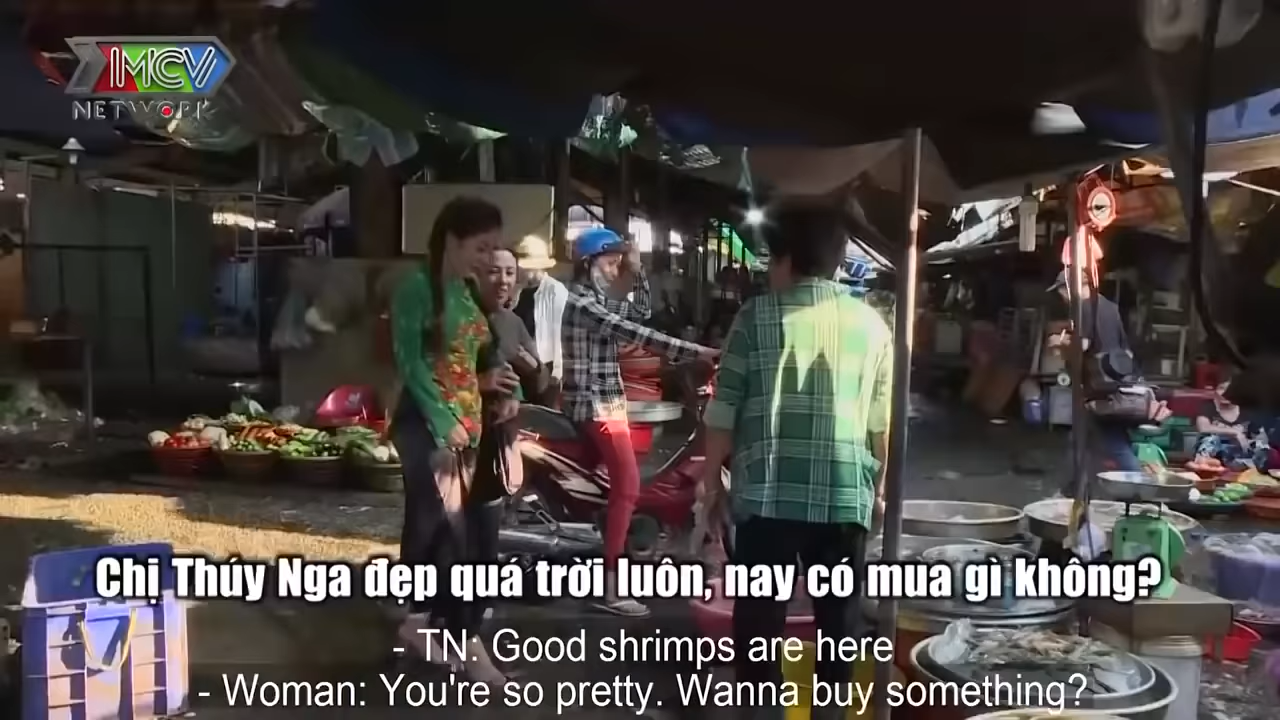 MCV
NETWORK
Chị Thúy Nga đẹp quá trời luôn, nay có mua gì không?
- TN: Good shrimps are here
- Woman: You're so pretty. Wanna buy something?